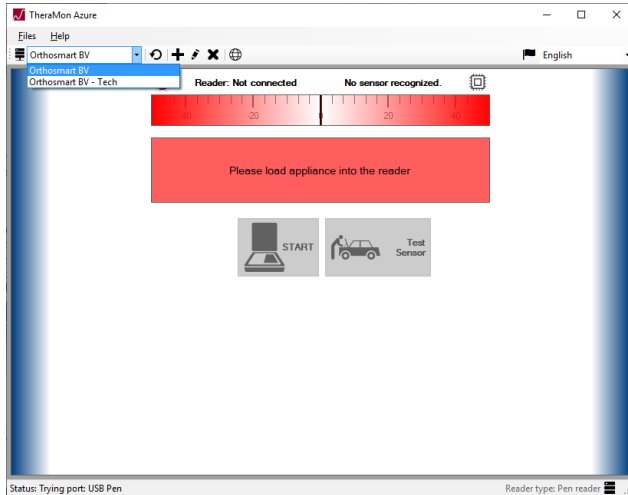 TheraMon Azure
Files Help
Orthosmart BV
English
Orthosmart BV
Orthosmart BV - Tech
Reader: Not connected No sensor recognized.
-40 -20 0 20 40
Please load appliance into the reader
START
Test
Sensor
Status: Trying port: USB Pen
Reader type: Pen reader